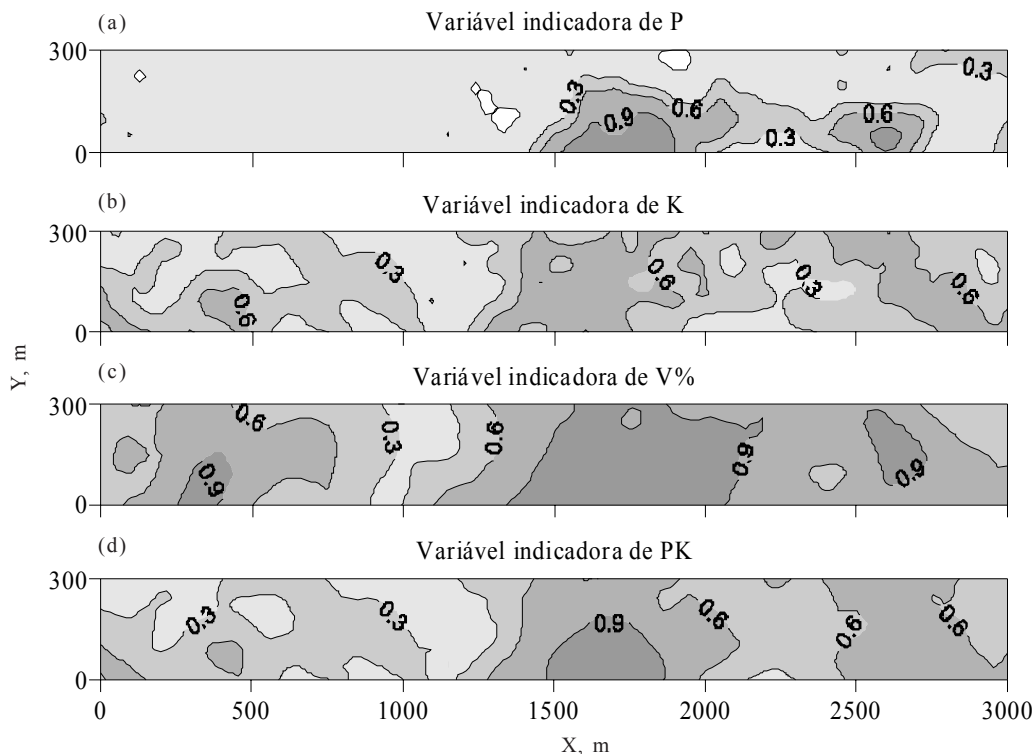 (a)
Variável indicadora de P
300
0
0.3
0.9
0.6
0.3
0.6
0.3
(b)
Variável indicadora de K
300
0
0.6
0.3
0.6
0.3
0.6
Y, m
(c)
Variável indicadora de V%
300
0
0.9
0.6
0.3
0.6
0.9
0.9
(d)
Variável indicadora de PK
300
0
0.3
0.3
0.9
0.6
0.6
0.6
0 500 1000 1500 2000 2500 3000
X, m